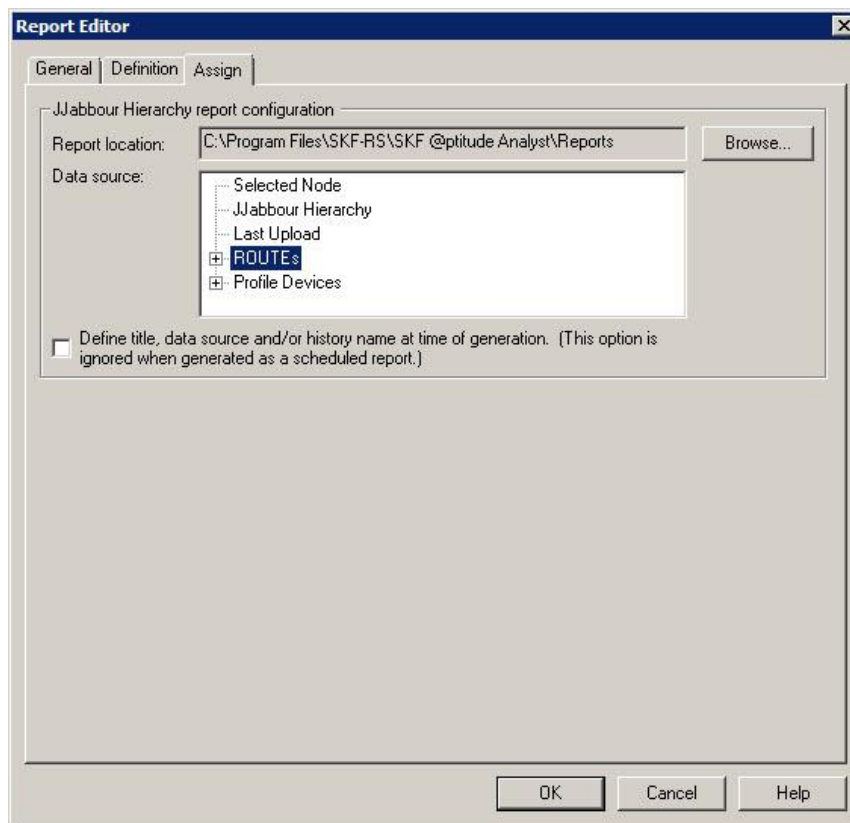 Report Editor
General
Definition
Assign
JJabbour Hierarchy report configuration
Report location:
C:\Program Files\SKF-RS\SKF @ptitude Analyst\Reports
Browse...
Data source:
Selected Node
JJabbour Hierarchy
Last Upload
ROUTEs
Profile Devices
Define title, data source and/or history name at time of generation. (This option is
ignored when generated as a scheduled report.)
OK
Cancel
Help